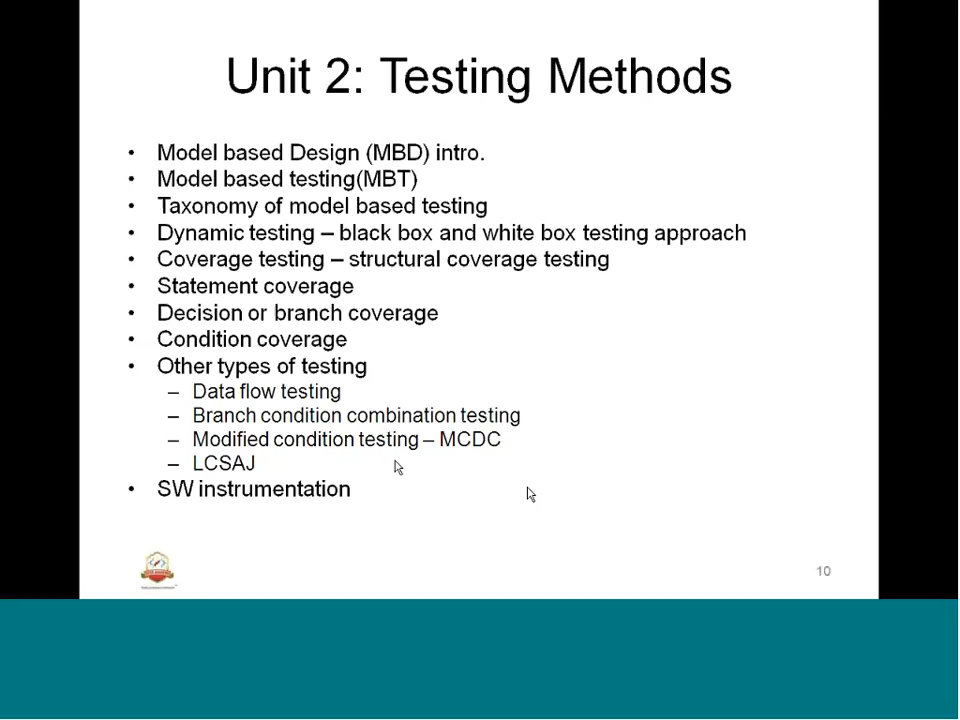 Unit 2: Testing Methods
• Model based Design (MBD) intro.
• Model based testing(MBT)
• Taxonomy of model based testing
• Dynamic testing – black box and white box testing approach
• Coverage testing – structural coverage testing
• Statement coverage
• Decision or branch coverage
• Condition coverage
• Other types of testing
– Data flow testing
– Branch condition combination testing
– Modified condition testing – MCDC
– LCSAJ
• SW instrumentation
10